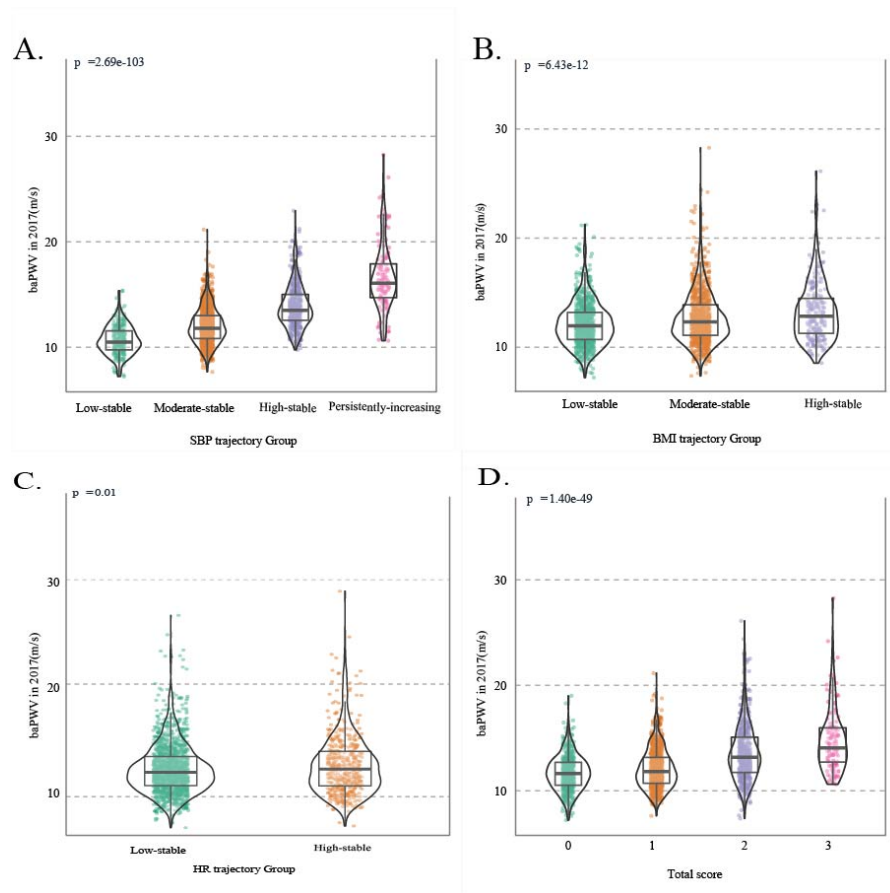 A.
p =2.69e-103
30
20
10
baPWV in 2017(m/s)
Low-stable Moderate-stable High-stable Persistently-increasing
SBP trajectory Group
B.
p =6.43e-12
30
20
10
baPWV in 2017(m/s)
Low-stable Moderate-stable High-stable
BMI trajectory Group
C.
p =0.01
30
20
10
baPWV in 2017(m/s)
Low-stable High-stable
HR trajectory Group
D.
p =1.40e-49
30
20
10
baPWV in 2017(m/s)
0 1 2 3
Total score